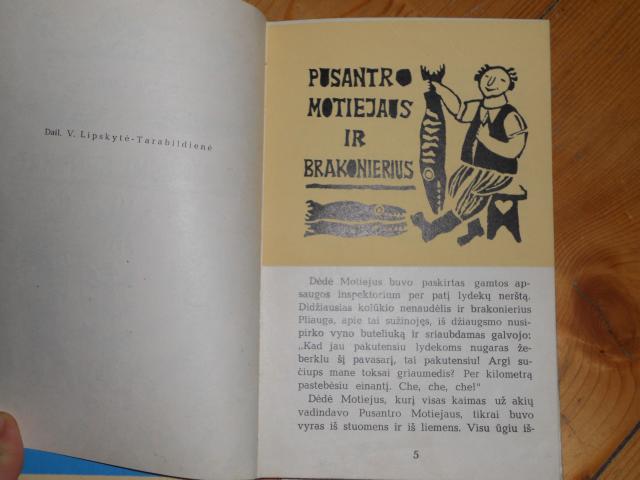 Dail. V. Lipskytė-Tarabildienė
PUSANTRO
MOTIEJAUS
IR
BRAKONIERIUS
Dėdė Motiejus buvo paskirtas gamtos ap-
saugos inspektorium per patį lydekų nerštą.
Didžiausias kolūkio nenaudėlis ir brakonierius
Pliauga, apie tai sužinojęs, iš džiaugsmo nusi-
pirko vyno buteliuką ir sriaubdamas galvojo:
„Kad jau pakutensiu lydekoms nugaras že-
berklu šį pavasarį, tai pakutensiu! Argi su-
čiups mane toksai griaumedis? Per kilometrą
pastebėsiu einantį. Che, che, che!"
Dėdė Motiejus, kurį visas kaimas už akių
vadindavo Pusantro Motiejaus, tikrai buvo
vyras iš stuomens ir iš liemens. Visu ūgiu iš-
5